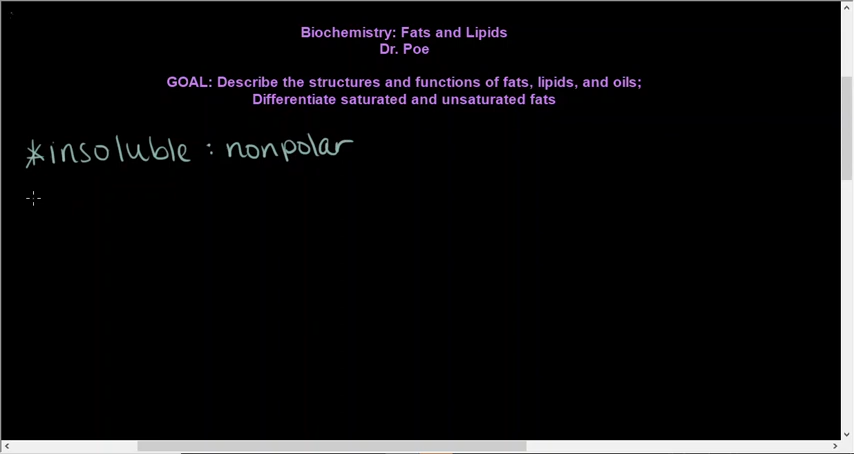 Biochemistry: Fats and Lipids
Dr. Poe
GOAL: Describe the structures and functions of fats, lipids, and oils;
Differentiate saturated and unsaturated fats
*insoluble : nonpolar